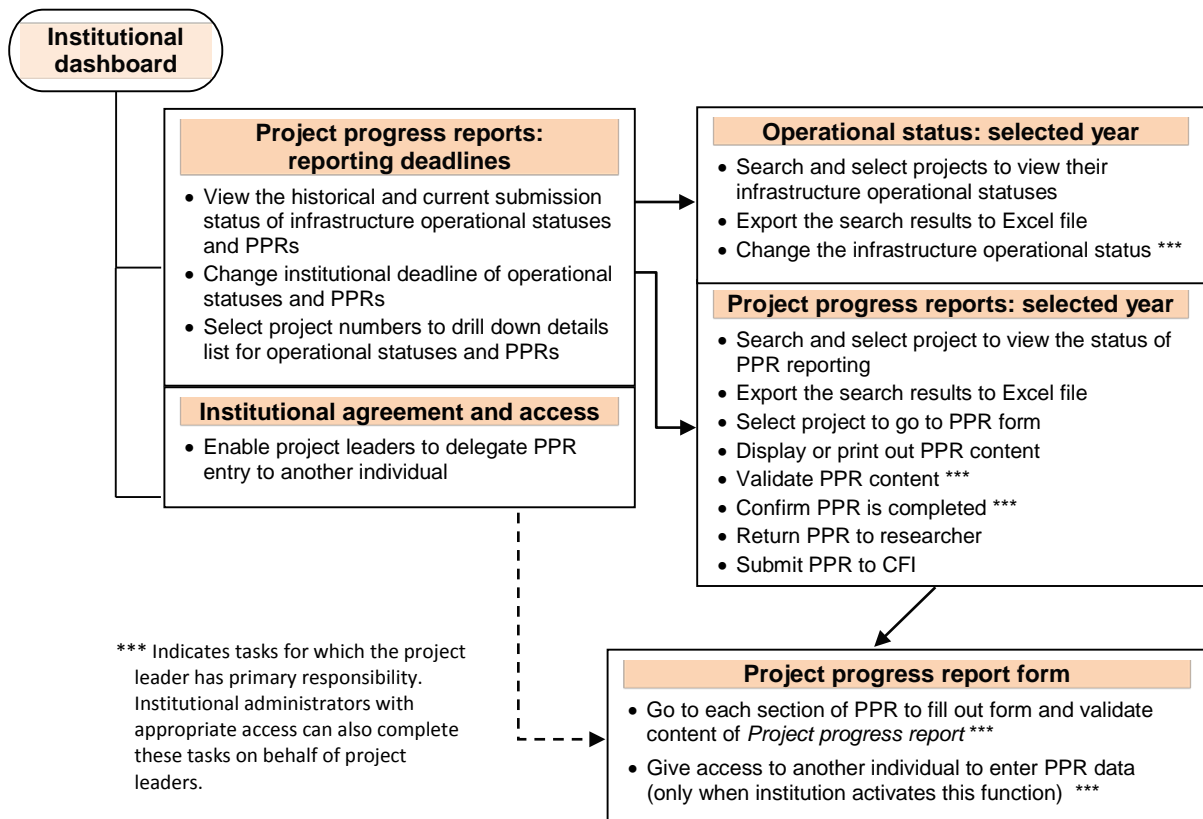 Institutional
dashboard
Project progress reports:
reporting deadlines
• View the historical and current submission
status of infrastructure operational statuses
and PPRs
• Change institutional deadline of operational
statuses and PPRs
• Select project numbers to drill down details
list for operational statuses and PPRs
Institutional agreement and access
• Enable project leaders to delegate PPR
entry to another individual
Operational status: selected year
• Search and select projects to view their
infrastructure operational statuses
• Export the search results to Excel file
• Change the infrastructure operational status ***
Project progress reports: selected year
• Search and select project to view the status of
PPR reporting
• Export the search results to Excel file
• Select project to go to PPR form
• Display or print out PPR content
• Validate PPR content ***
• Confirm PPR is completed ***
• Return PPR to researcher
• Submit PPR to CFI
*** Indicates tasks for which the project
leader has primary responsibility.
Institutional administrators with
appropriate access can also complete
these tasks on behalf of project
leaders.
Project progress report form
• Go to each section of PPR to fill out form and validate
content of Project progress report ***
• Give access to another individual to enter PPR data
(only when institution activates this function) ***